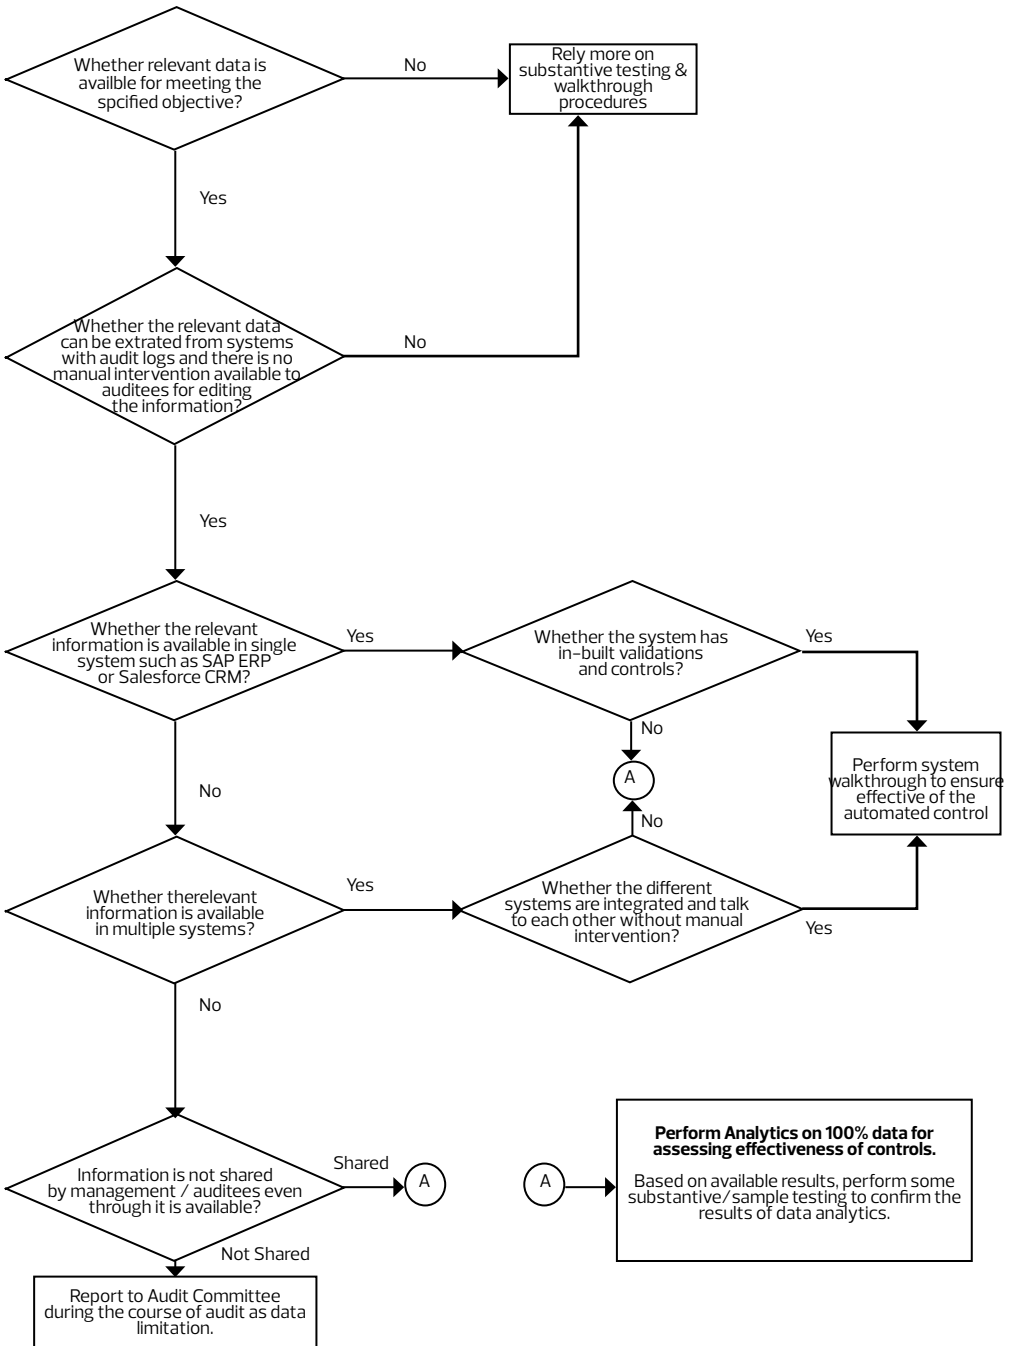 Whether relevant data is
availble for meeting the
spcified objective?
No
Rely more on
substantive testing &
walkthrough
procedures
Yes
Whether the relevant data
can be extrated from systems
with audit logs and there is no
manual intervention available to
auditees for editing
the information?
No
Yes
Whether the relevant
information is available in single
system such as SAP ERP
or Salesforce CRM?
Yes
Whether the system has
in-built validations
and controls?
Yes
No
A
No
Perform system
walkthrough to ensure
effective of the
automated control
No
Whether therelevant
information is available
in multiple systems?
Yes
Whether the different
systems are integrated and talk
to each other without manual
intervention?
Yes
No
Information is not shared
by management / auditees even
through it is available?
Shared
A
A
Perform Analytics on 100% data for
assessing effectiveness of controls.
Based on available results, perform some
substantive/sample testing to confirm the
results of data analytics.
Not Shared
Report to Audit Committee
during the course of audit as data
limitation.